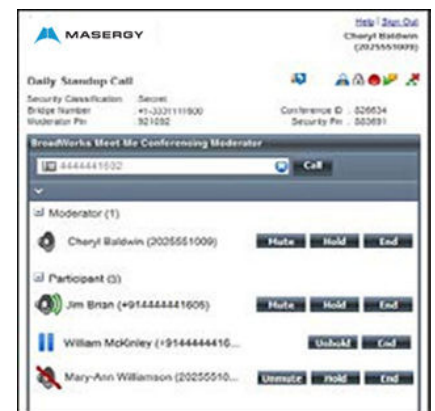 MASERGY
Help | Sign Out
Cheryl Baldwin
(2025551009)
Daily Standup Call
Security Classification : Secret
Bridge Number : +1-3331111600
Moderator Pin : 921092
Conference ID : 826634
Security Pin : 883691
BroadWorks Meet-Me Conferencing Moderator
4444441602 Call
Moderator (1)
Cheryl Baldwin (2025551009) Mute Hold End
Participant (3)
Jim Brian (+914444441605) Mute Hold End
William McKinley (+9144444416... Unhold End
Mary-Ann Williamson (20255510... Unmute Hold End